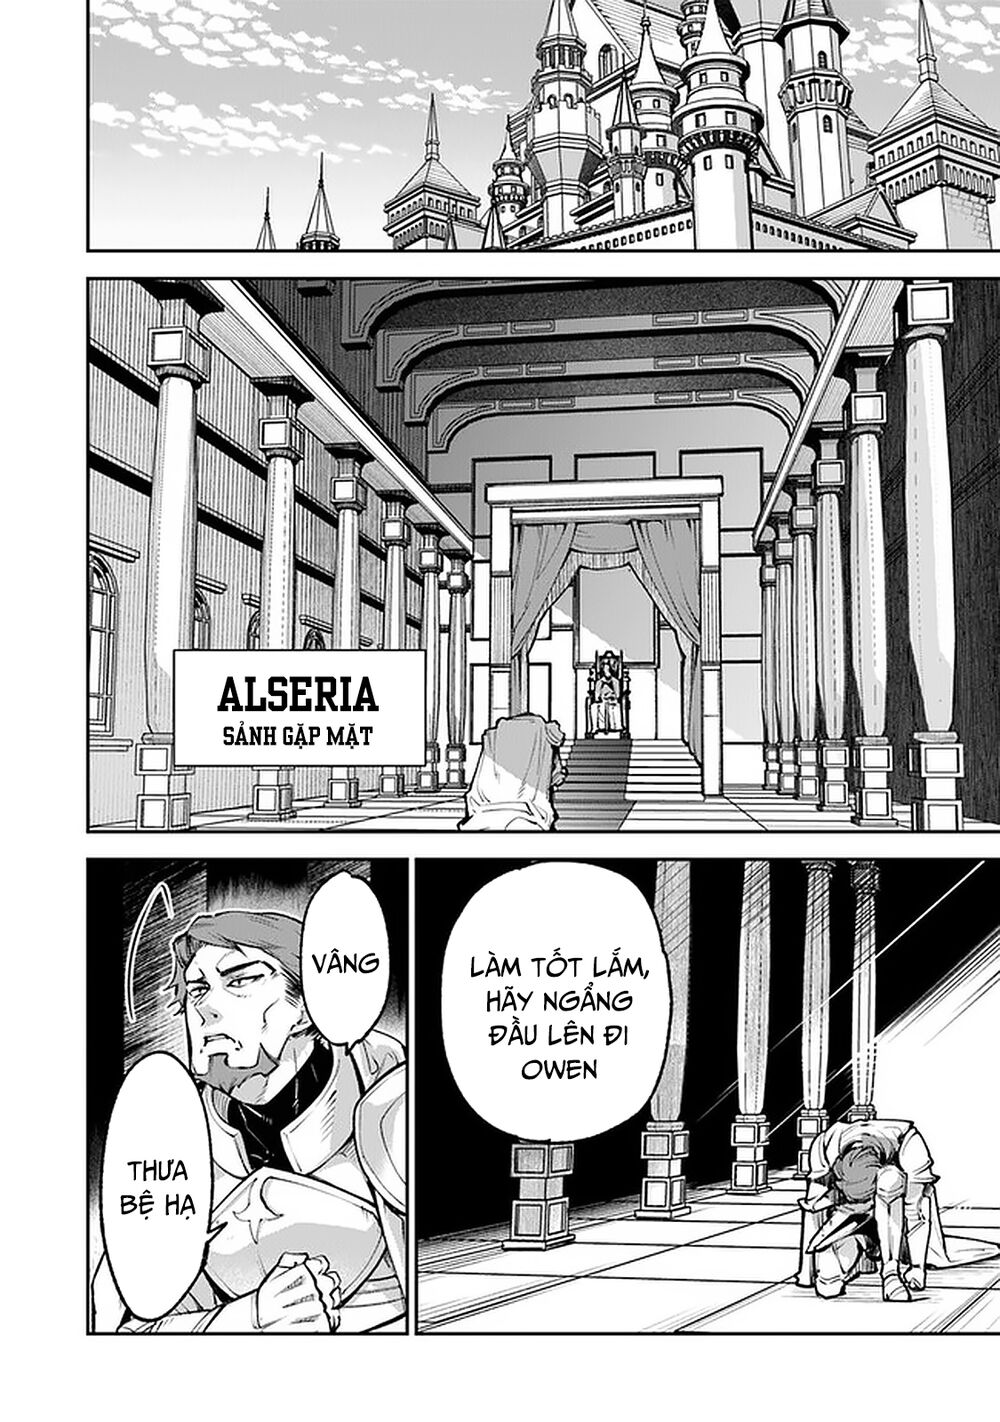 ALSERIA
SẢNH GẶP MẶT
LÀM TỐT LẮM,
HÃY NGẨNG
ĐẦU LÊN ĐI
OWEN
VÂNG
THƯA
BỆ HẠ